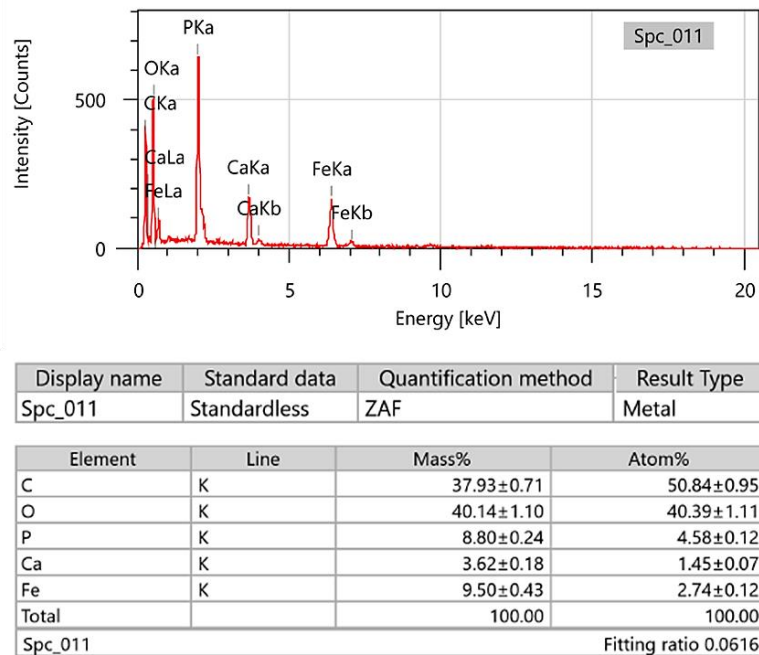 Spc_011
PKa
OKa
CKa
CaLa
FeLa
CaKa
CaKb
FeKa
FeKb
Intensity [Counts]
500
0
0 5 10 15 20
Energy [keV]
Display name Standard data Quantification method Result Type
Spc_011 Standardless ZAF Metal
Element Line Mass% Atom%
C K 37.93±0.71 50.84±0.95
O K 40.14±1.10 40.39±1.11
P K 8.80±0.24 4.58±0.12
Ca K 3.62±0.18 1.45±0.07
Fe K 9.50±0.43 2.74±0.12
Total 100.00 100.00
Spc_011 Fitting ratio 0.0616